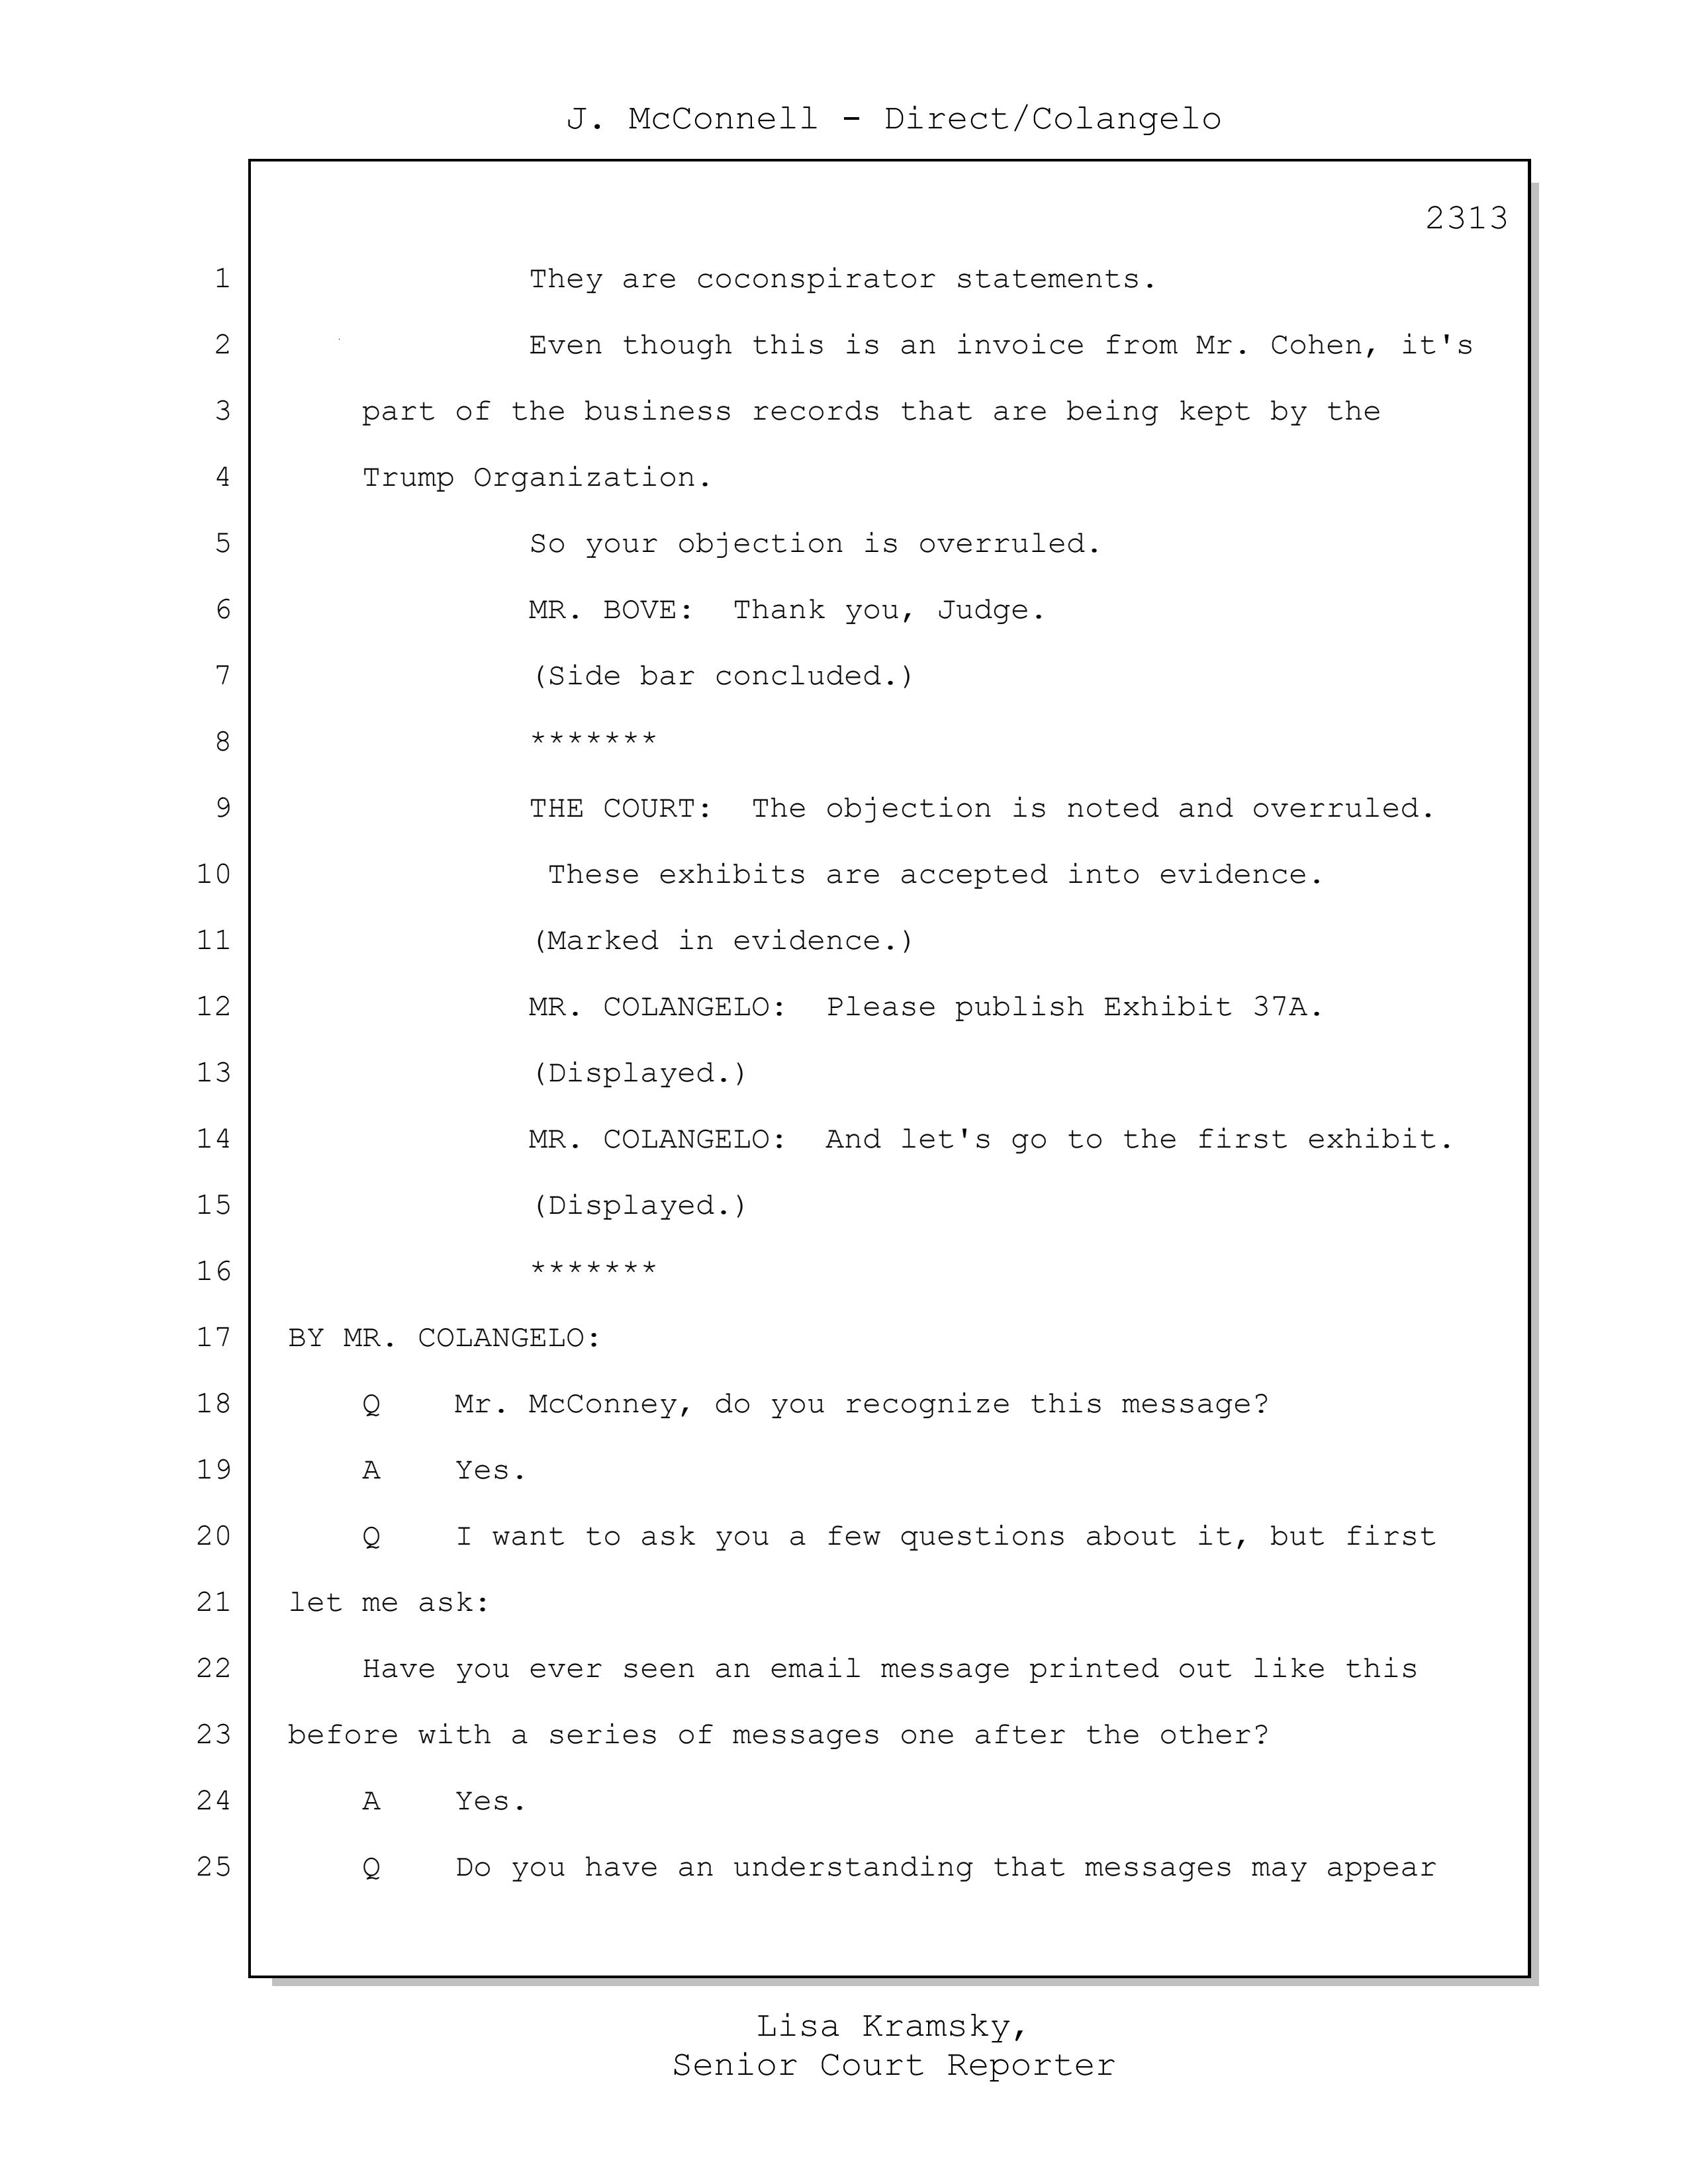 J. McConnell - Direct/Colangelo
2313
1 They are coconspirator statements.
2 Even though this is an invoice from Mr. Cohen, it's
3 part of the business records that are being kept by the
4 Trump Organization.
5 So your objection is overruled.
6 MR. BOVE:  Thank you, Judge.
7 (Side bar concluded.)
8 *******
9 THE COURT:  The objection is noted and overruled.
10 These exhibits are accepted into evidence.
11 (Marked in evidence.)
12 MR. COLANGELO:  Please publish Exhibit 37A.
13 (Displayed.)
14 MR. COLANGELO:  And let's go to the first exhibit.
15 (Displayed.)
16 *******
17 BY MR. COLANGELO:
18 Q    Mr. McConney, do you recognize this message?
19 A    Yes.
20 Q    I want to ask you a few questions about it, but first
21 let me ask:
22 Have you ever seen an email message printed out like this
23 before with a series of messages one after the other?
24 A    Yes.
25 Q    Do you have an understanding that messages may appear
Lisa Kramsky,
Senior Court Reporter